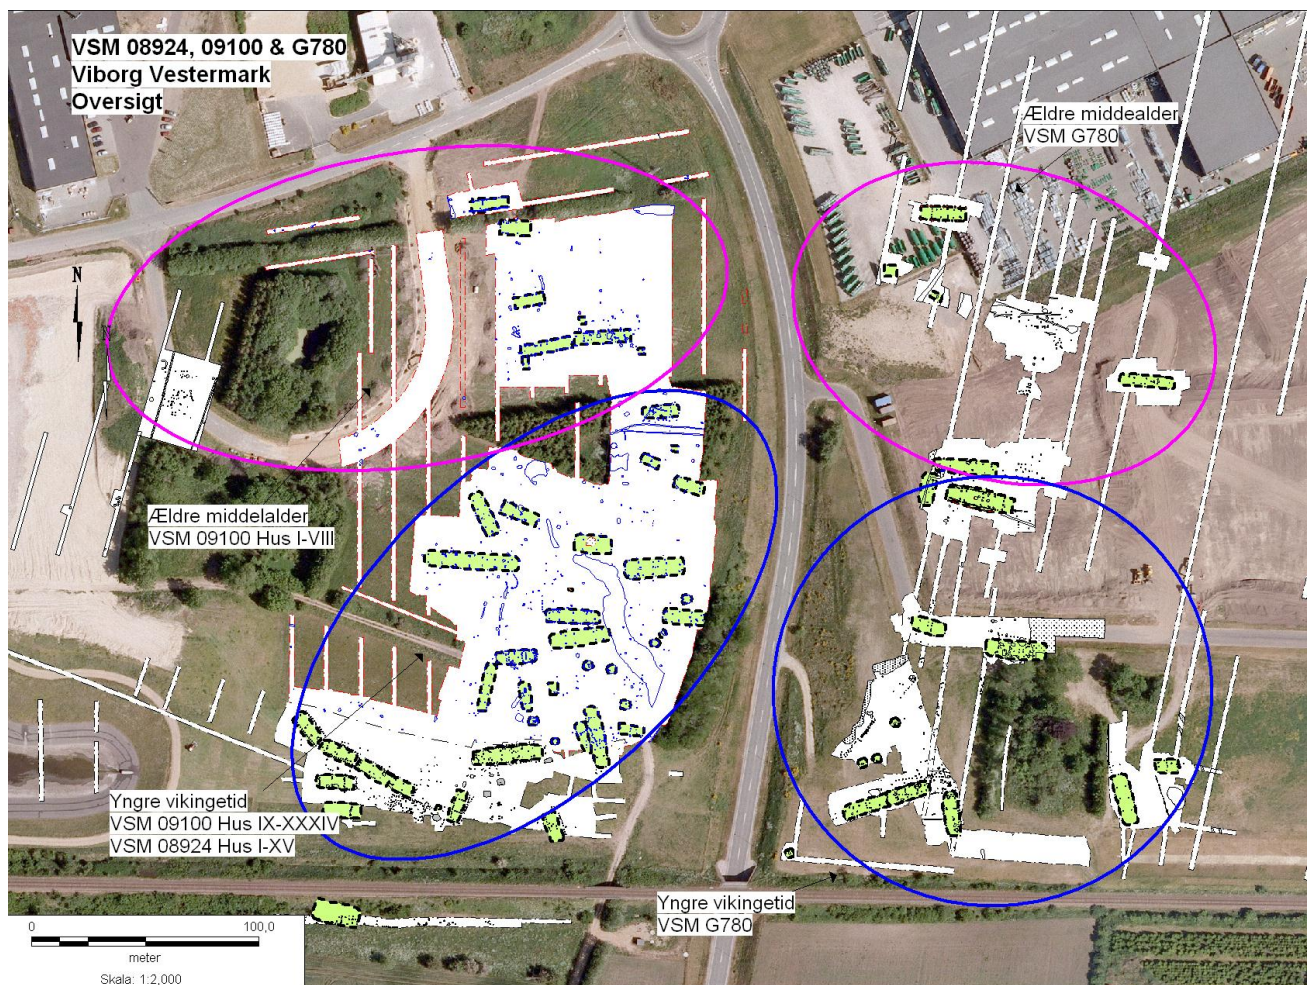 VSM 08924, 09100 & G780
Viborg Vestermark
Oversigt
Ældre middealder
VSM G780
N
N
Ældre middelalder
VSM 09100 Hus I-VIII
Yngre vikingetid
VSM 09100 Hus IX-XXXIV
VSM 08924 Hus I-XV
Yngre vikingetid
VSM G780
0 100,0
meter
Skala: 1:2,000